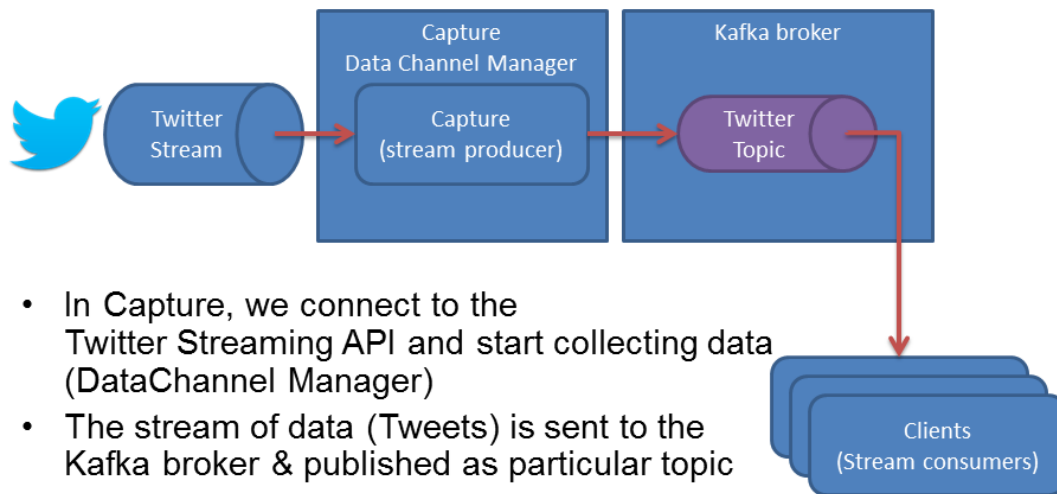 Capture
Data Channel Manager
Kafka broker
Twitter
Stream
Capture
(stream producer)
Twitter
Topic
• In Capture, we connect to the
Twitter Streaming API and start collecting data
(DataChannel Manager)
• The stream of data (Tweets) is sent to the
Kafka broker & published as particular topic
Clients
(Stream consumers)